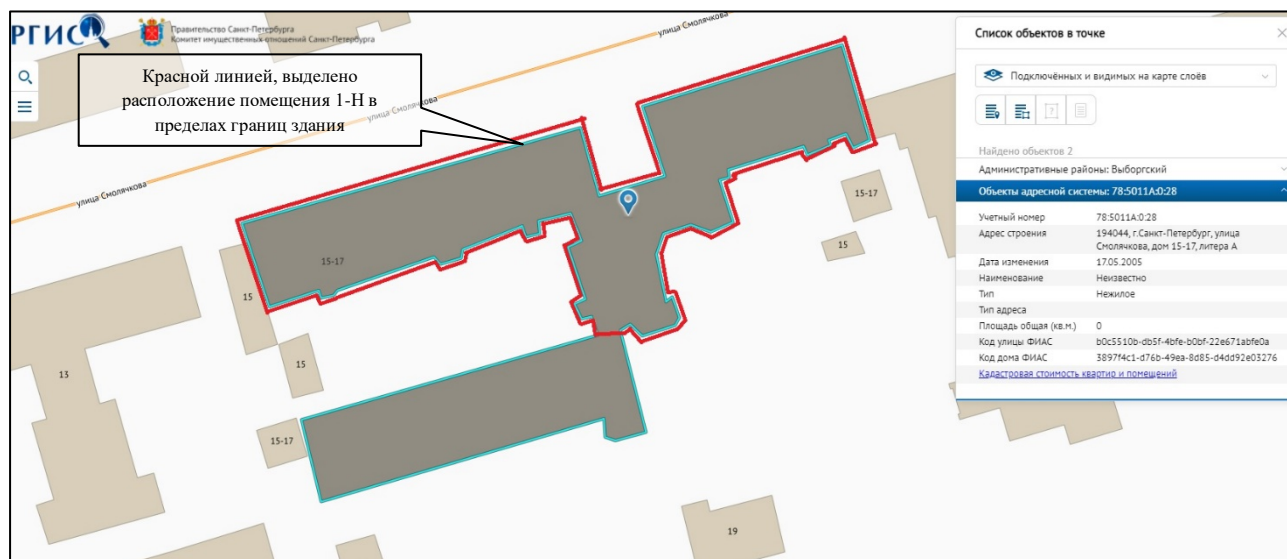 РГИС
Правительство Санкт-Петербурга
Комитет имущественных отношений Санкт-Петербурга
улица Смолячкова
Красной линией, выделено
расположение помещения 1-Н в
пределах границ здания
улица Смолячкова
улица Смолячкова
15-17
15-17
15
15
15
13
15-17
19
Список объектов в точке
Подключённых и видимых на карте слоёв
Найдено объектов 2
Административные районы: Выборгский
Объекты адресной системы: 78:5011А:0:28
Учетный номер 78:5011А:0:28
Адрес строения 194044, г.Санкт-Петербург, улица
Смолячкова, дом 15-17, литера А
Дата изменения 17.05.2005
Наименование Неизвестно
Тип Нежилое
Тип адреса
Площадь общая (кв.м.) 0
Код улицы ФИАС b0c5510b-db5f-4bfe-b0bf-22e671abfe0a
Код дома ФИАС 3897f4c1-d76b-49ea-8d85-d4dd92e03276
Кадастровая стоимость квартир и помещений